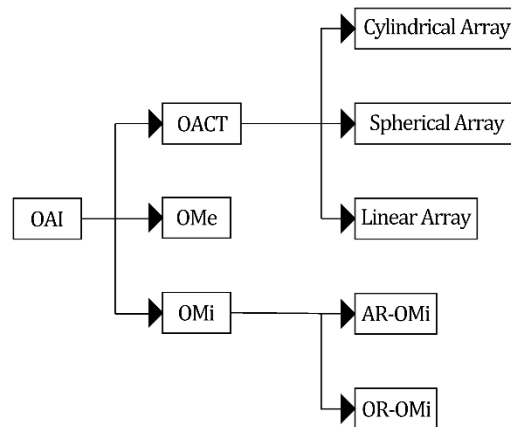 Cylindrical Array
OACT
Spherical Array
OAI
OMe
Linear Array
OMi
AR-OMi
OR-OMi